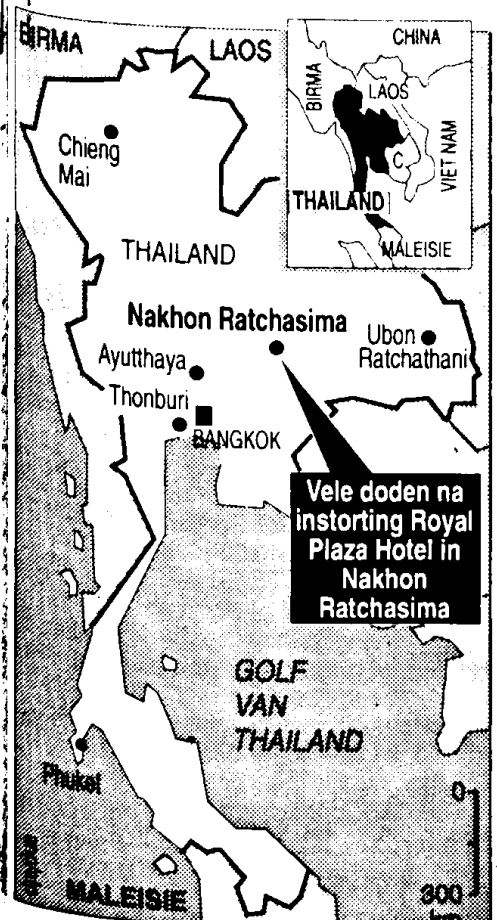 BIRMA
LAOS
CHINA
BIRMA
LAOS
C
VIET NAM
THAILAND
MALEISIE
Chieng
Mai
THAILAND
Nakhon Ratchasima
Ubon
Ratchathani
Ayutthaya
Thonburi
BANGKOK
Vele doden na
instorting Royal
Plaza Hotel in
Nakhon
Ratchasima
GOLF
VAN
THAILAND
Phuket
0
300
MALEISIE